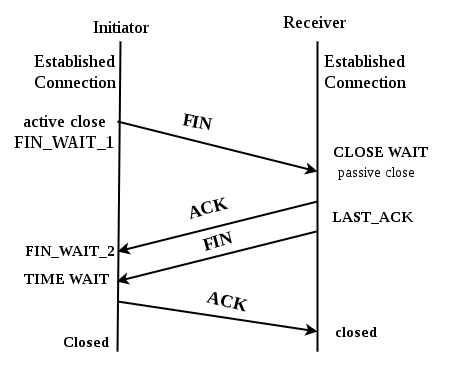 Initiator
Receiver
Established
Connection
Established
Connection
active close
FIN_WAIT_1
FIN
CLOSE WAIT
passive close
ACK
LAST_ACK
FIN
FIN_WAIT_2
TIME WAIT
ACK
Closed
closed